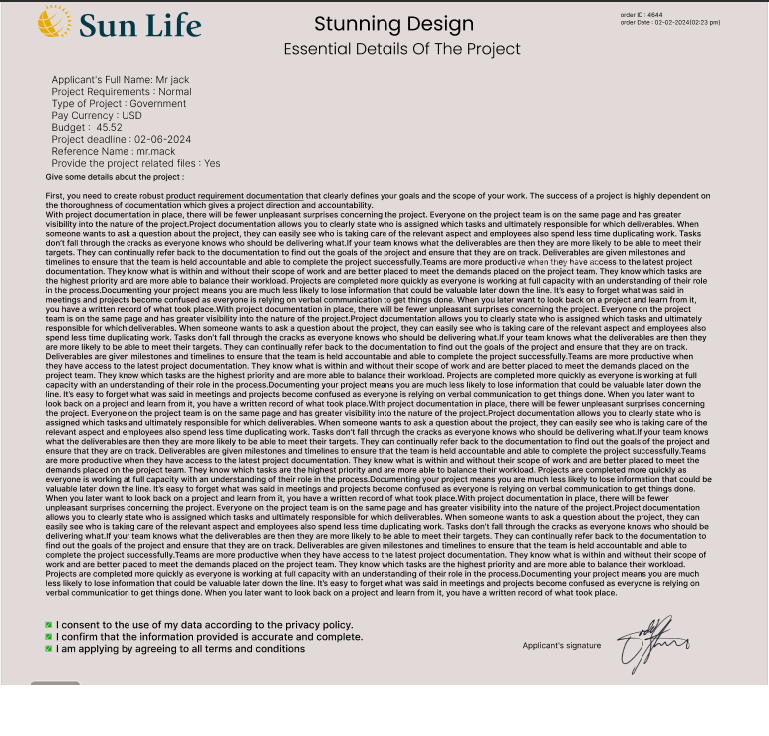 Sun Life
Stunning Design
Essential Details Of The Project
order ID : 4644
order Date : 02-02-2024(02:23 pm)
Applicant's Full Name: Mr jack
Project Requirements : Normal
Type of Project : Government
Pay Currency : USD
Budget : 45.52
Project deadline : 02-06-2024
Reference Name : mr.mack
Provide the project related files : Yes
Give some details about the project :
First, you need to create robust product requirement documentation that clearly defines your goals and the scope of your work. The success of a project is highly dependent on
the thoroughness of documentation which gives a project direction and accountability.
With project documentation in place, there will be fewer unpleasant surprises concerning the project. Everyone on the project team is on the same page and has greater
visibility into the nature of the project.Project documentation allows you to clearly state who is assigned which tasks and ultimately responsible for which deliverables. When
someone wants to ask a question about the project, they can easily see who is taking care of the relevant aspect and employees also spend less time duplicating work. Tasks
don't fall through the cracks as everyone knows who should be delivering what.If your team knows what the deliverables are then they are more likely to be able to meet their
targets. They can continually refer back to the documentation to find out the goals of the project and ensure that they are on track. Deliverables are given milestones and
timelines to ensure that the team is held accountable and able to complete the project successfully.Teams are more productive when they have access to the latest project
documentation. They know what is within and without their scope of work and are better placed to meet the demands placed on the project team. They know which tasks are
the highest priority and are more able to balance their workload. Projects are completed more quickly as everyone is working at full capacity with an understanding of their role
in the process.Documenting your project means you are much less likely to lose information that could be valuable later down the line. It's easy to forget what was said in
meetings and projects become confused as everyone is relying on verbal communication to get things done. When you later want to look back on a project and learn from it,
you have a written record of what took place.With project documentation in place, there will be fewer unpleasant surprises concerning the project. Everyone on the project
team is on the same page and has greater visibility into the nature of the project.Project documentation allows you to clearly state who is assigned which tasks and ultimately
responsible for which deliverables. When someone wants to ask a question about the project, they can easily see who is taking care of the relevant aspect and employees also
spend less time duplicating work. Tasks don't fall through the cracks as everyone knows who should be delivering what.If your team knows what the deliverables are then they
are more likely to be able to meet their targets. They can continually refer back to the documentation to find out the goals of the project and ensure that they are on track.
Deliverables are given milestones and timelines to ensure that the team is held accountable and able to complete the project successfully.Teams are more productive when
they have access to the latest project documentation. They know what is within and without their scope of work and are better placed to meet the demands placed on the
project team. They know which tasks are the highest priority and are more able to balance their workload. Projects are completed more quickly as everyone is working at full
capacity with an understanding of their role in the process.Documenting your project means you are much less likely to lose information that could be valuable later down the
line. It's easy to forget what was said in meetings and projects become confused as everyone is relying on verbal communication to get things done. When you later want to
look back on a project and learn from it, you have a written record of what took place.With project documentation in place, there will be fewer unpleasant surprises concerning
the project. Everyone on the project team is on the same page and has greater visibility into the nature of the project.Project documentation allows you to clearly state who is
assigned which tasks and ultimately responsible for which deliverables. When someone wants to ask a question about the project, they can easily see who is taking care of the
relevant aspect and employees also spend less time duplicating work. Tasks don't fall through the cracks as everyone knows who should be delivering what.If your team knows
what the deliverables are then they are more likely to be able to meet their targets. They can continually refer back to the documentation to find out the goals of the project and
ensure that they are on track. Deliverables are given milestones and timelines to ensure that the team is held accountable and able to complete the project successfully.Teams
are more productive when they have access to the latest project documentation. They know what is within and without their scope of work and are better placed to meet the
demands placed on the project team. They know which tasks are the highest priority and are more able to balance their workload. Projects are completed more quickly as
everyone is working at full capacity with an understanding of their role in the process.Documenting your project means you are much less likely to lose information that could be
valuable later down the line. It's easy to forget what was said in meetings and projects become confused as everyone is relying on verbal communication to get things done.
When you later want to look back on a project and learn from it, you have a written record of what took place.With project documentation in place, there will be fewer
unpleasant surprises concerning the project. Everyone on the project team is on the same page and has greater visibility into the nature of the project.Project documentation
allows you to clearly state who is assigned which tasks and ultimately responsible for which deliverables. When someone wants to ask a question about the project, they can
easily see who is taking care of the relevant aspect and employees also spend less time duplicating work. Tasks don't fall through the cracks as everyone knows who should be
delivering what.If your team knows what the deliverables are then they are more likely to be able to meet their targets. They can continually refer back to the documentation to
find out the goals of the project and ensure that they are on track. Deliverables are given milestones and timelines to ensure that the team is held accountable and able to
complete the project successfully.Teams are more productive when they have access to the latest project documentation. They know what is within and without their scope of
work and are better placed to meet the demands placed on the project team. They know which tasks are the highest priority and are more able to balance their workload.
Projects are completed more quickly as everyone is working at full capacity with an understanding of their role in the process.Documenting your project means you are much
less likely to lose information that could be valuable later down the line. It's easy to forget what was said in meetings and projects become confused as everyone is relying on
verbal communication to get things done. When you later want to look back on a project and learn from it, you have a written record of what took place.
I consent to the use of my data according to the privacy policy.
I confirm that the information provided is accurate and complete.
I am applying by agreeing to all terms and conditions
Applicant's signature